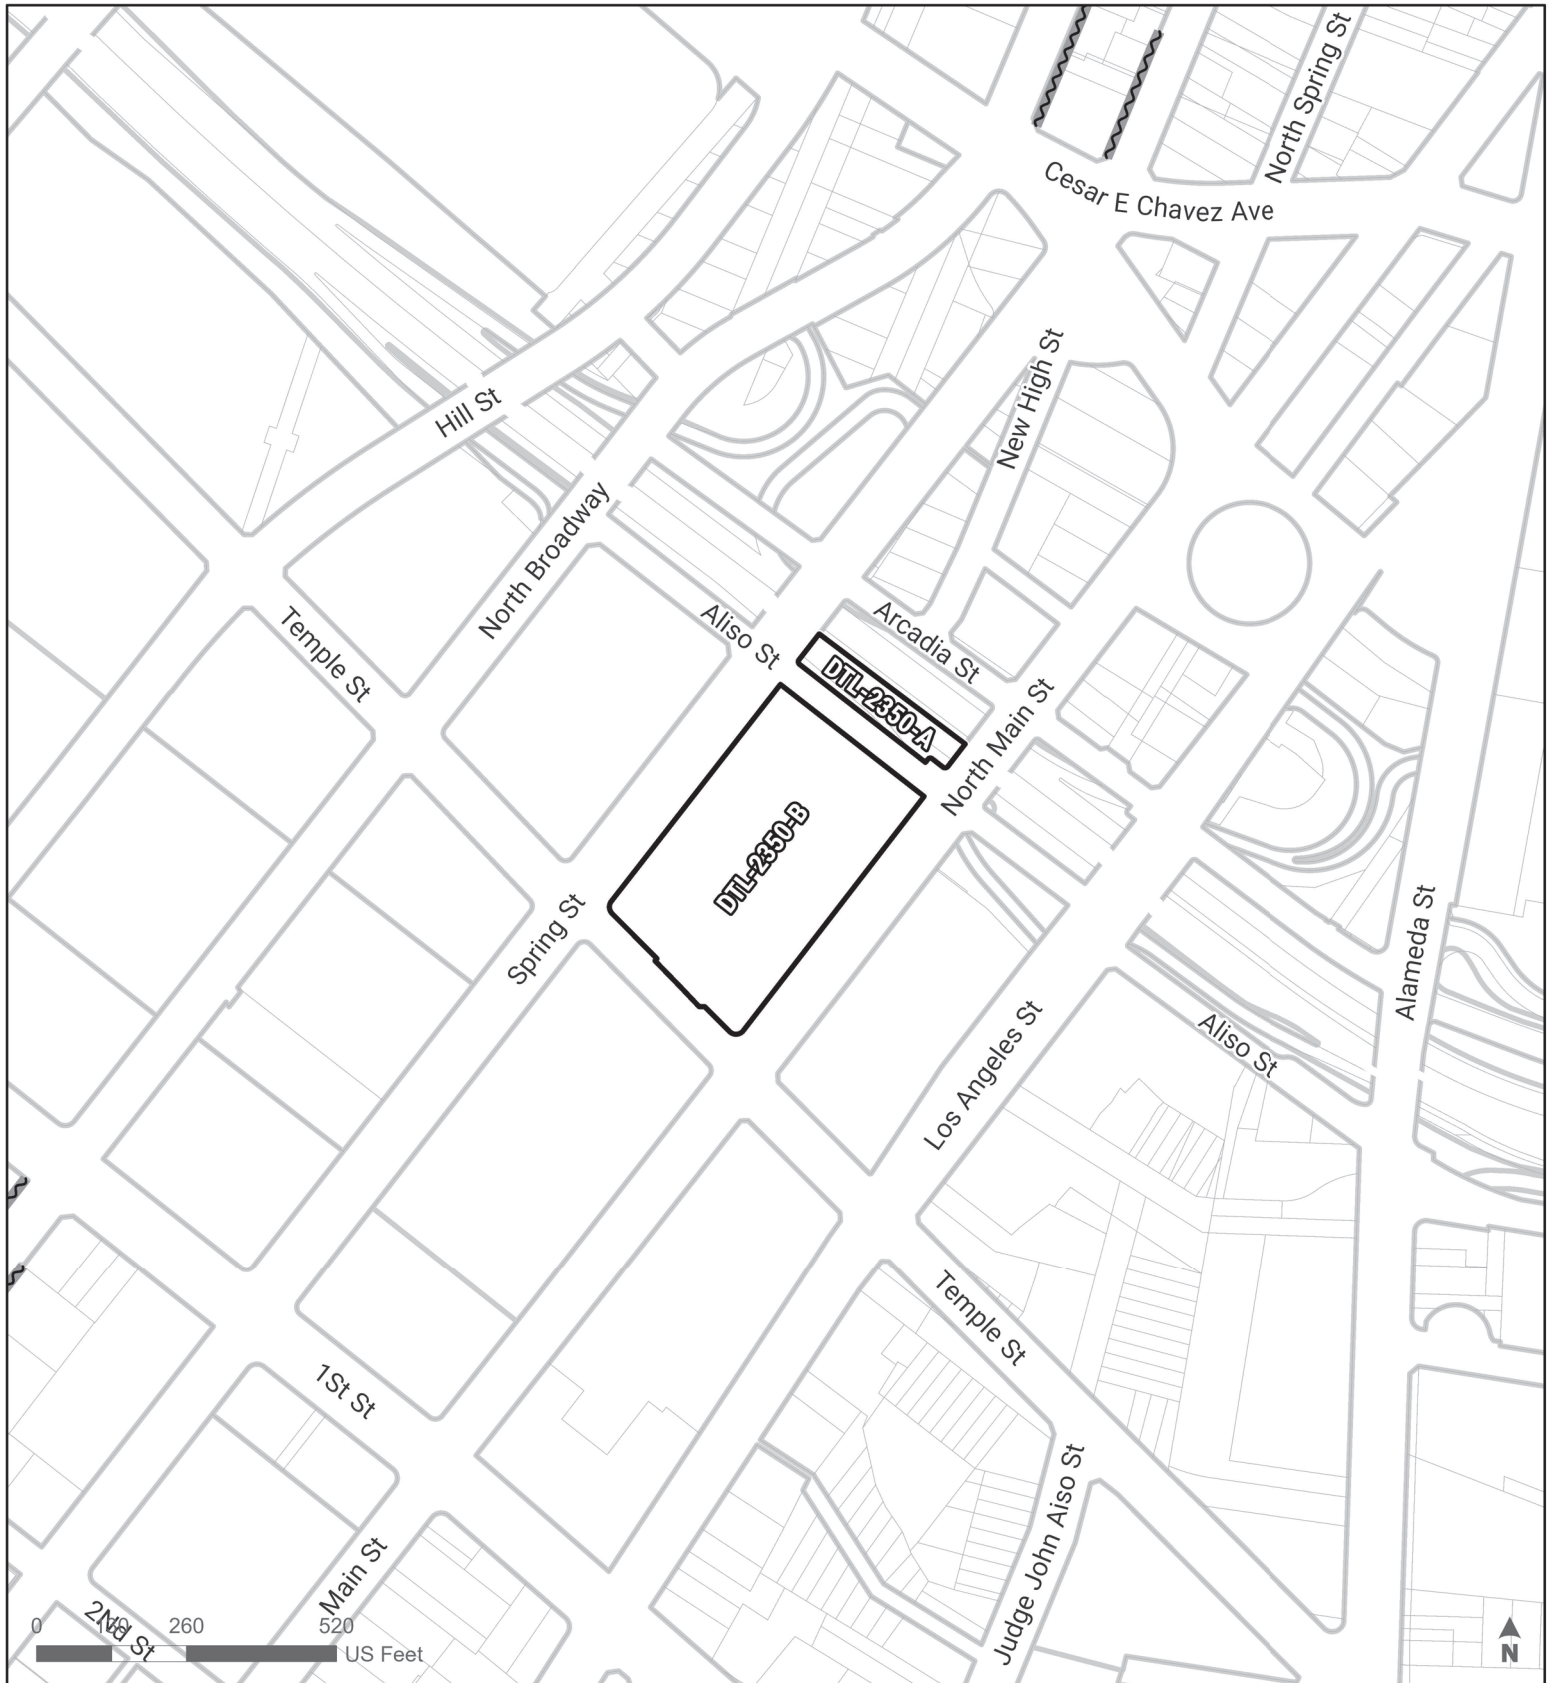 North Spring St
Cesar E Chavez Ave
New High St
Hill St
North Broadway
Temple St
Aliso St
Arcadia St
DTL-2350-A
North Main St
DTL-2350-B
Spring St
Alameda St
Aliso St
Los Angeles St
Temple St
1St St
Judge John Aiso St
Main St
2Nd St
0 260 520
US Feet
N